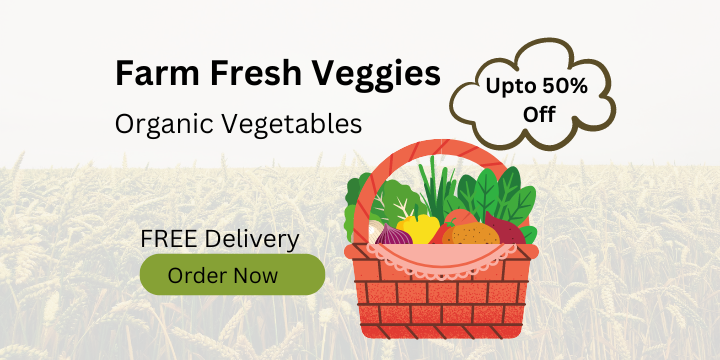 Farm Fresh Veggies
Upto 50%
Off
Organic Vegetables
FREE Delivery
Order Now